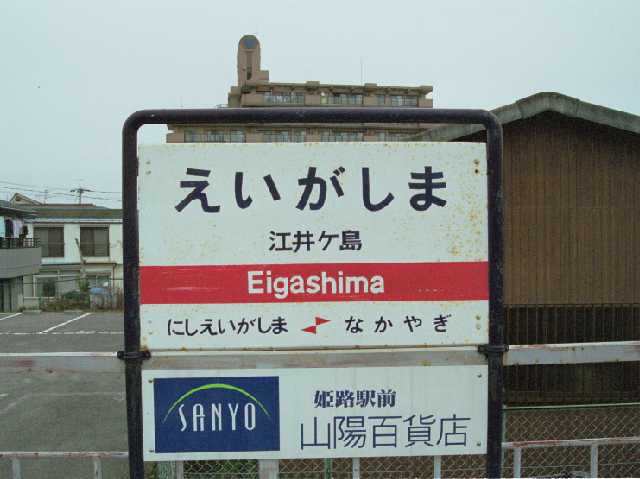 えいがしま
江井ケ島
Eigashima
にしえいがしま なかやぎ
SANYO
姫路駅前
山陽百貨店